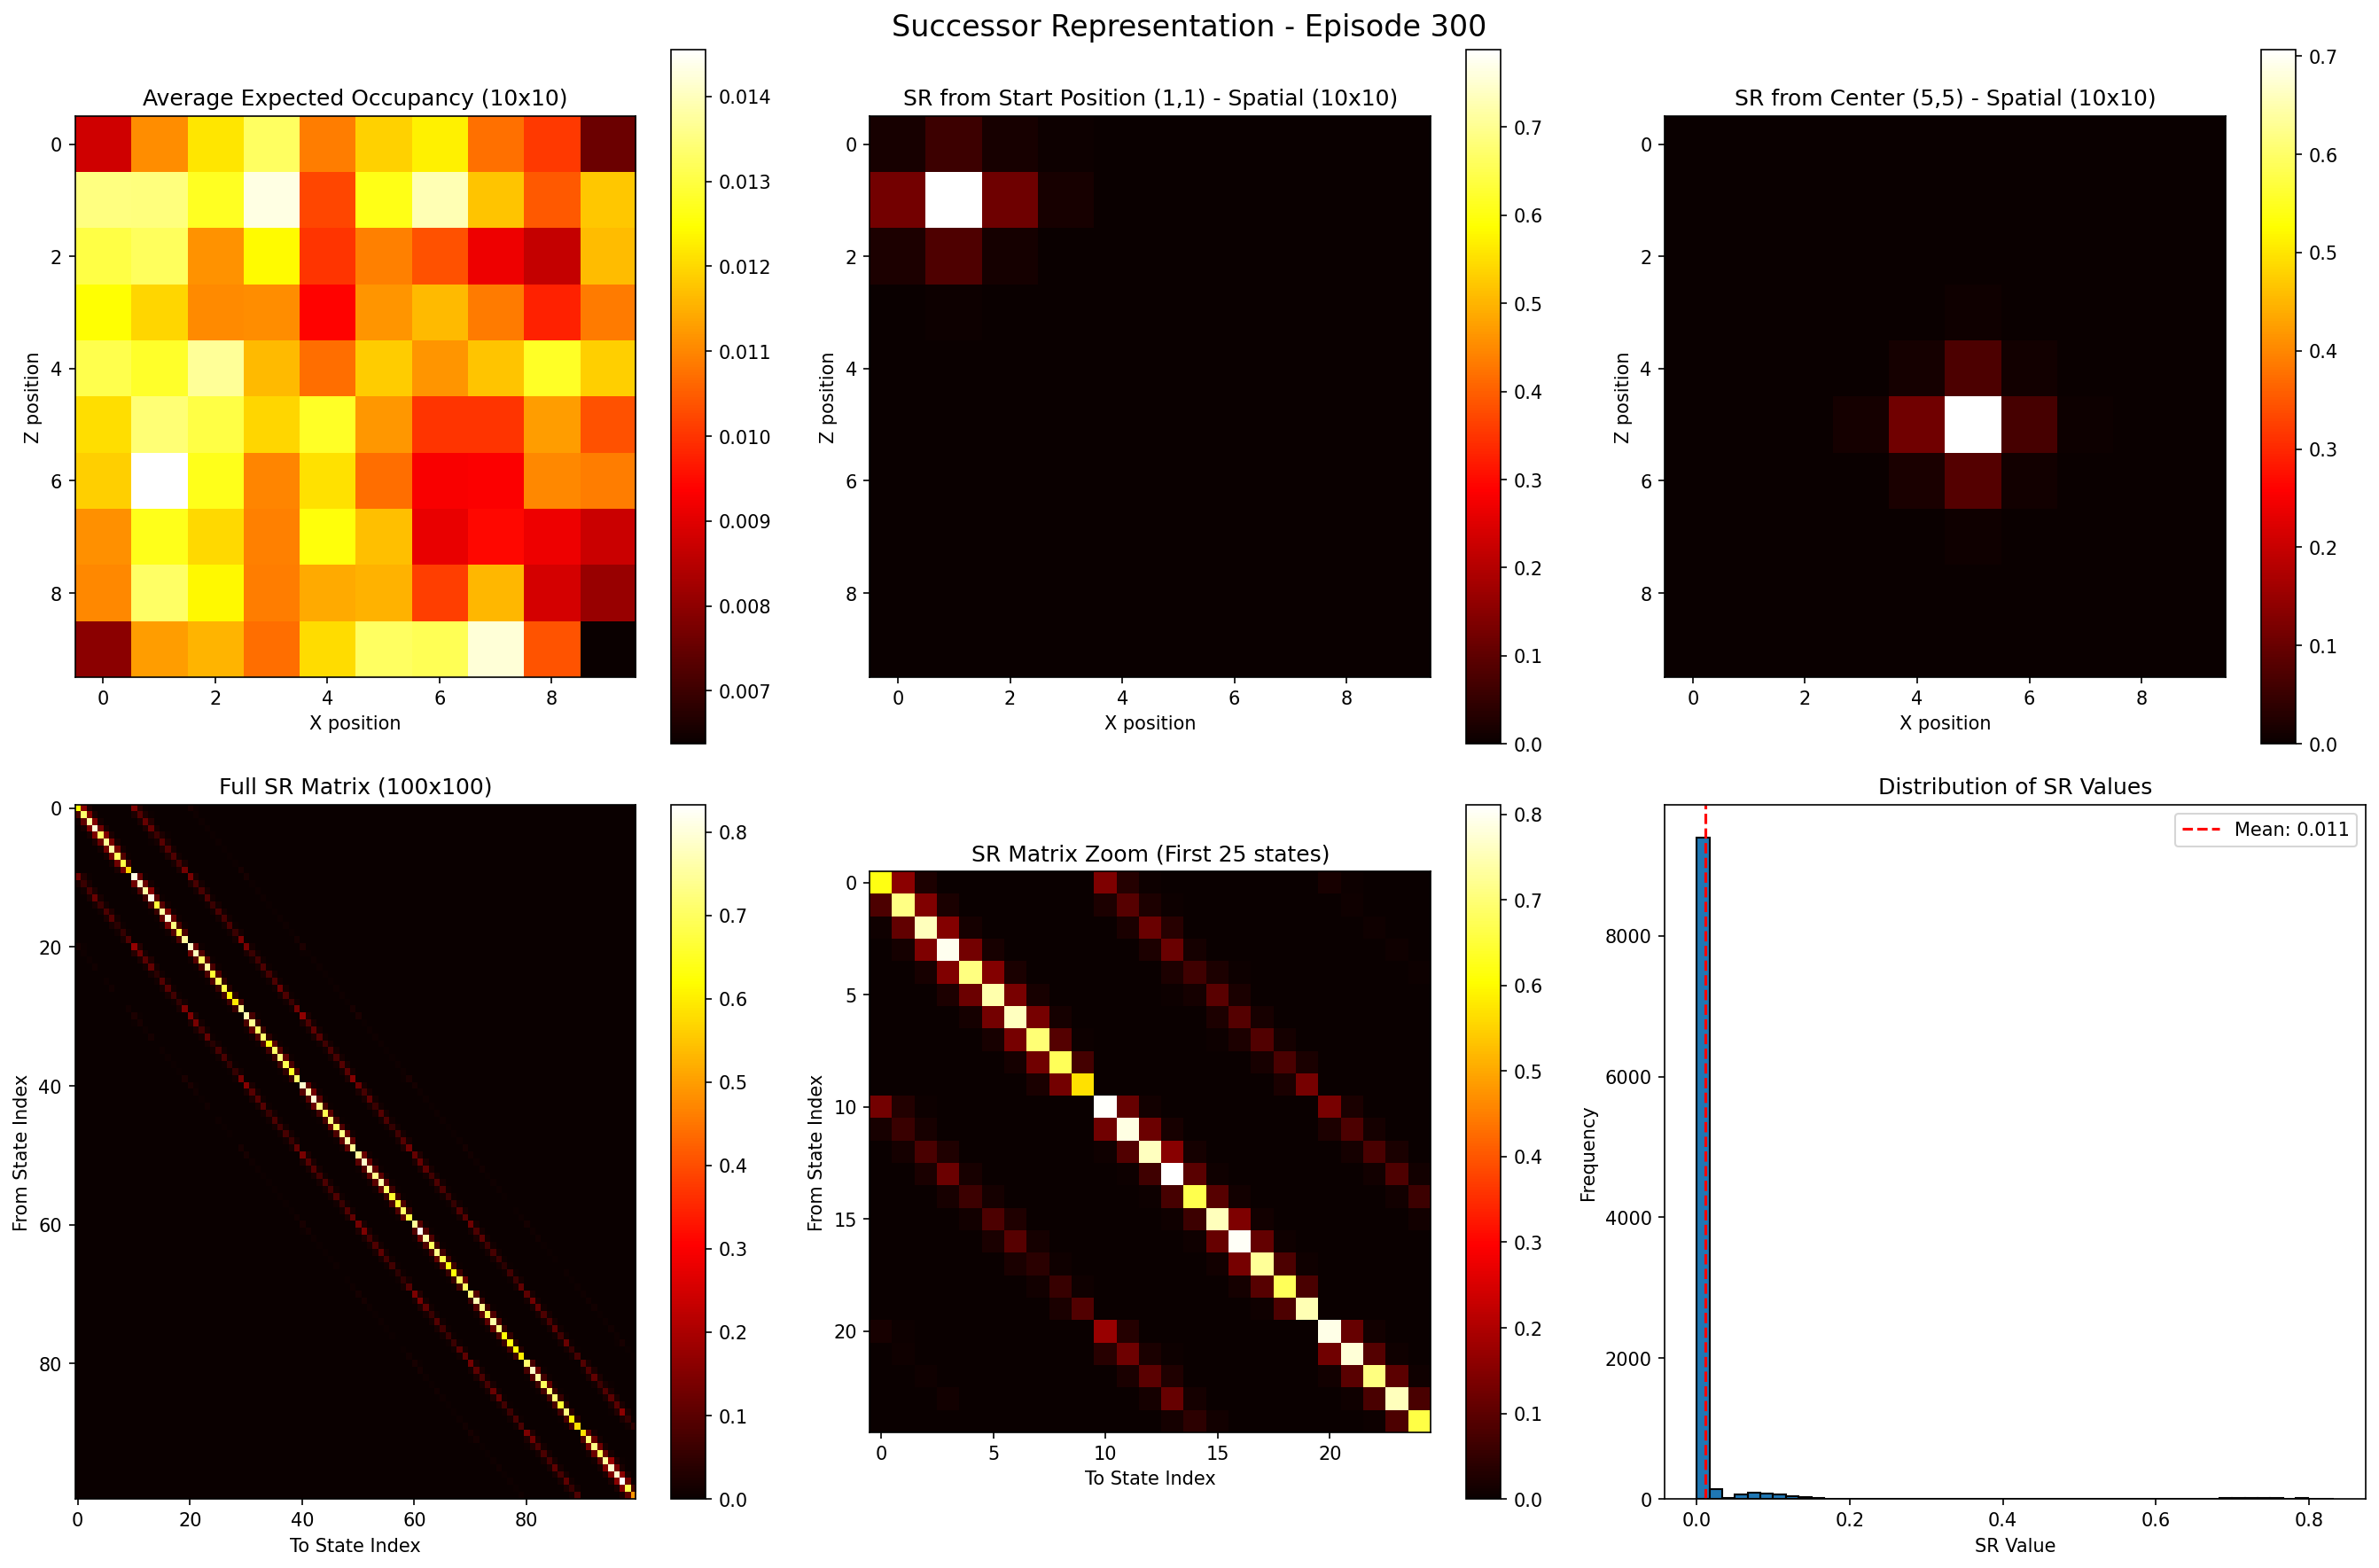 Successor Representation - Episode 300
Average Expected Occupancy (10x10)
Z position
0
2
4
6
8
0 2 4 6 8
X position
0.014
0.013
0.012
0.011
0.010
0.009
0.008
0.007
SR from Start Position (1,1) - Spatial (10x10)
Z position
0
2
4
6
8
0 2 4 6 8
X position
0.7
0.6
0.5
0.4
0.3
0.2
0.1
0.0
SR from Center (5,5) - Spatial (10x10)
Z position
0
2
4
6
8
0 2 4 6 8
X position
0.7
0.6
0.5
0.4
0.3
0.2
0.1
0.0
Full SR Matrix (100x100)
From State Index
0
20
40
60
80
0 20 40 60 80
To State Index
0.8
0.7
0.6
0.5
0.4
0.3
0.2
0.1
0.0
SR Matrix Zoom (First 25 states)
From State Index
0
5
10
15
20
0 5 10 15 20
To State Index
0.8
0.7
0.6
0.5
0.4
0.3
0.2
0.1
0.0
Distribution of SR Values
Mean: 0.011
Frequency
8000
6000
4000
2000
0
0.0 0.2 0.4 0.6 0.8
SR Value